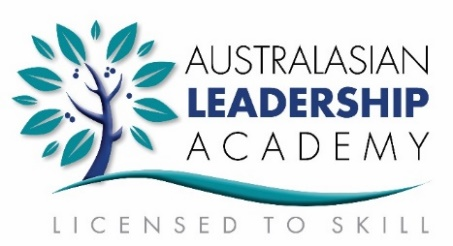 AUSTRALASIAN
LEADERSHIP
ACADEMY
LICENSED TO SKILL